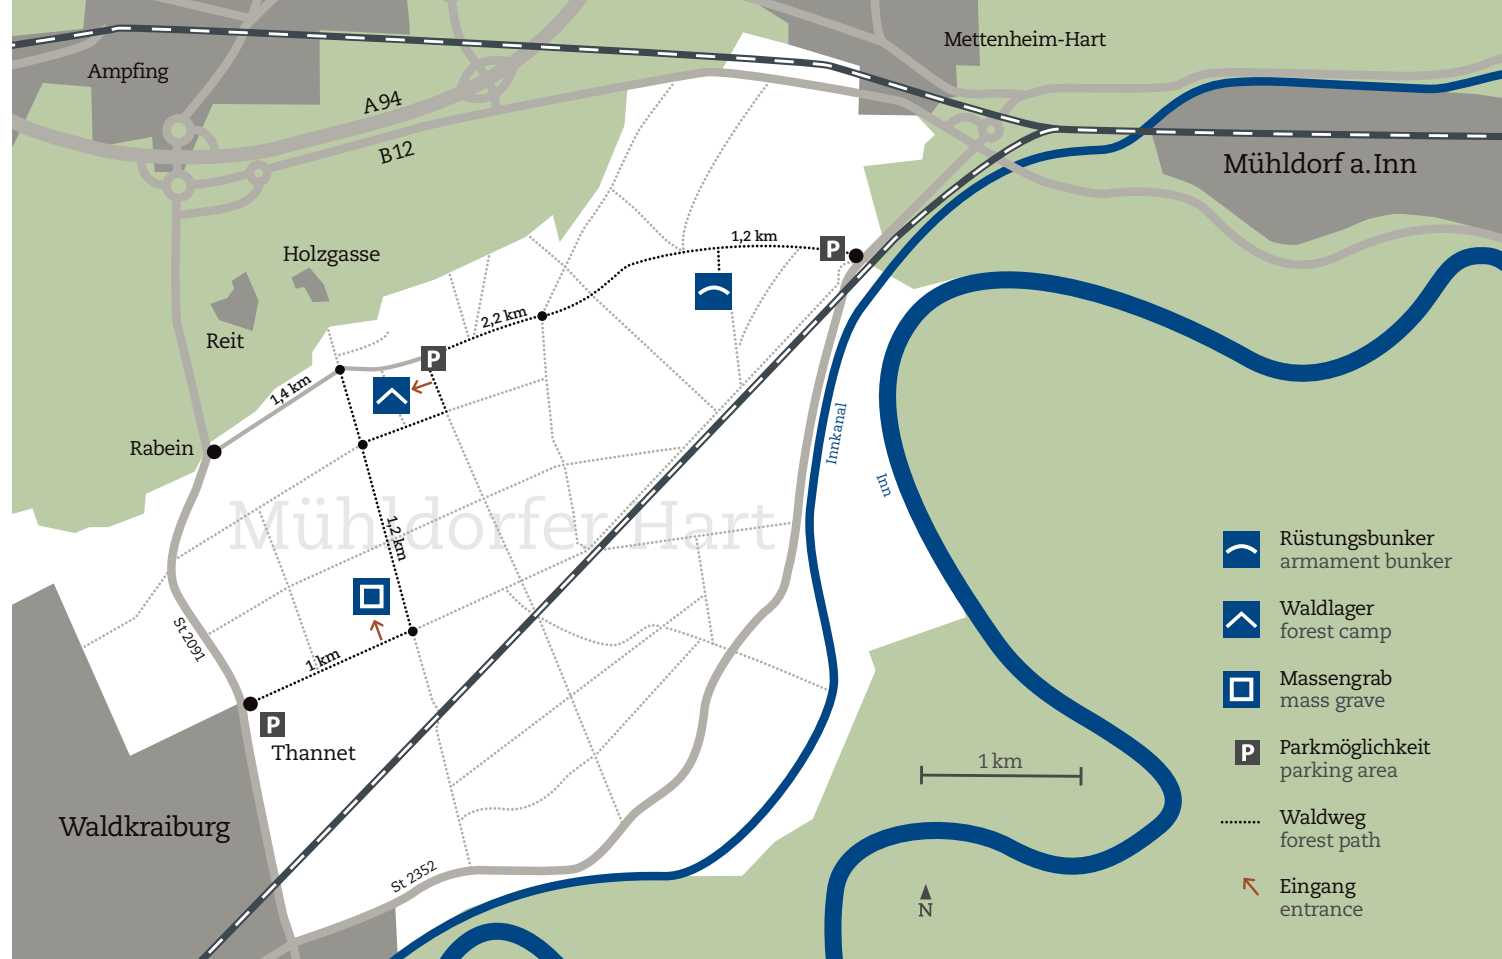 Mettenheim-Hart
Ampfing
A 94
B12
Mühldorf a. Inn
Holzgasse
1,2 km
P
Reit
2,2 km
P
1,4 km
Rabein
Innkanal
Inn
Mühldorfer Hart
1,2 km
St 2091
1 km
P
Thannet
Waldkraiburg
St 2352
1 km
N
Rüstungsbunker
armament bunker
Waldlager
forest camp
Massengrab
mass grave
P
Parkmöglichkeit
parking area
Waldweg
forest path
Eingang
entrance